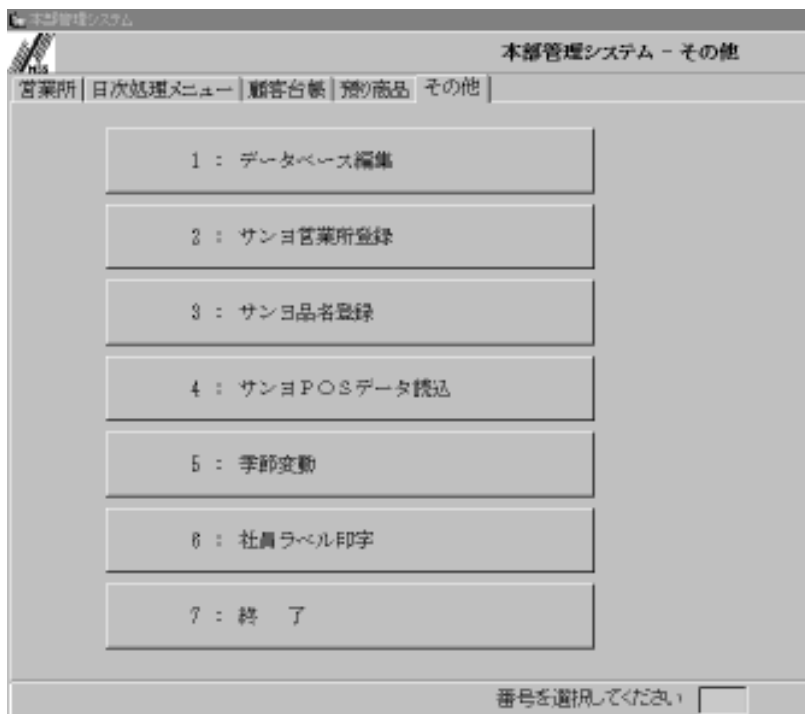 本部管理システム
HSS
本部管理システム - その他
営業所 日次処理メニュー 顧客台帳 預り商品 その他
1 : データベース編集
2 : サンヨ営業所登録
3 : サンヨ品名登録
4 : サンヨPOSデータ読込
5 : 季節変動
6 : 社員ラベル印字
7 : 終 了
番号を選択してください